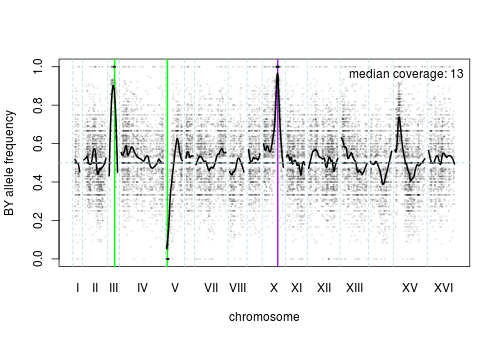 median coverage: 13
BY allele frequency
1.0
0.8
0.6
0.4
0.2
0.0
I II III IV V VII VIII X XI XII XIII XV XVI
chromosome